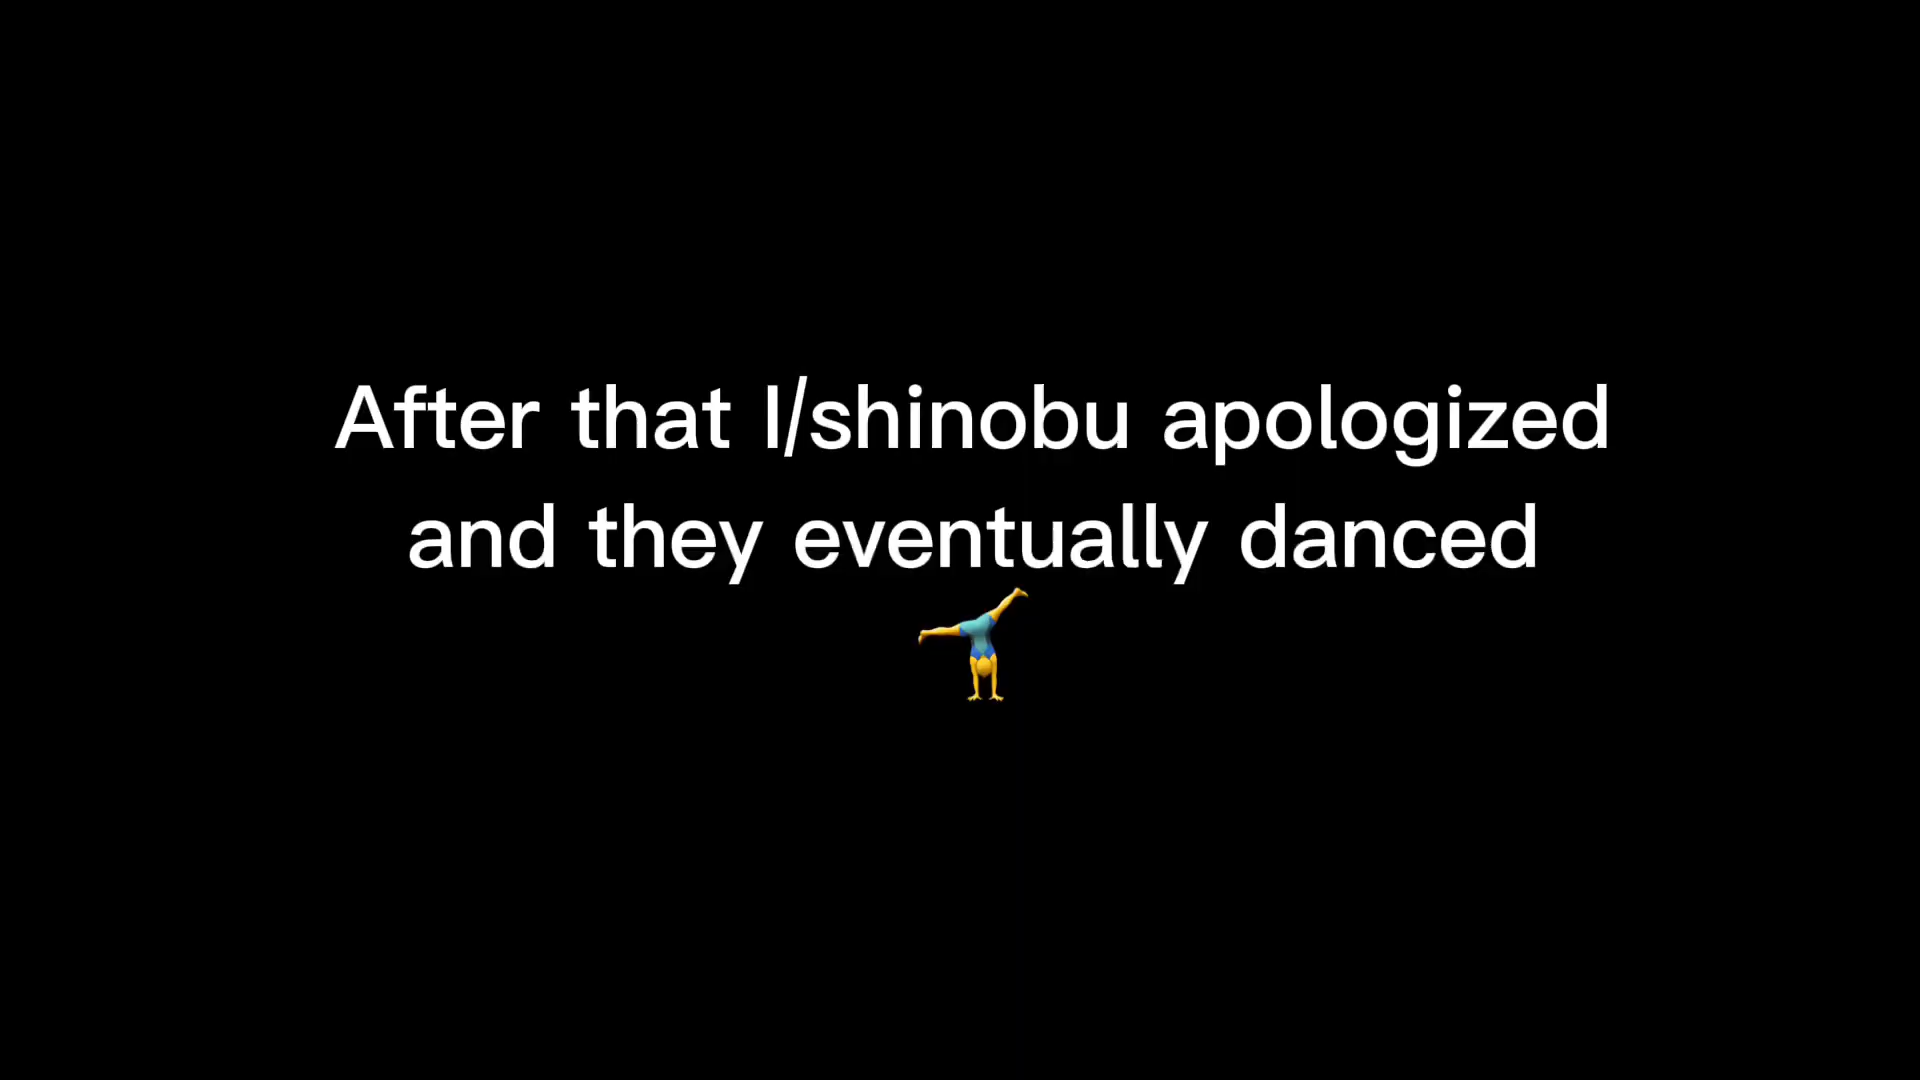 After that I/shinobu apologized
and they eventually danced
🤸‍♂️